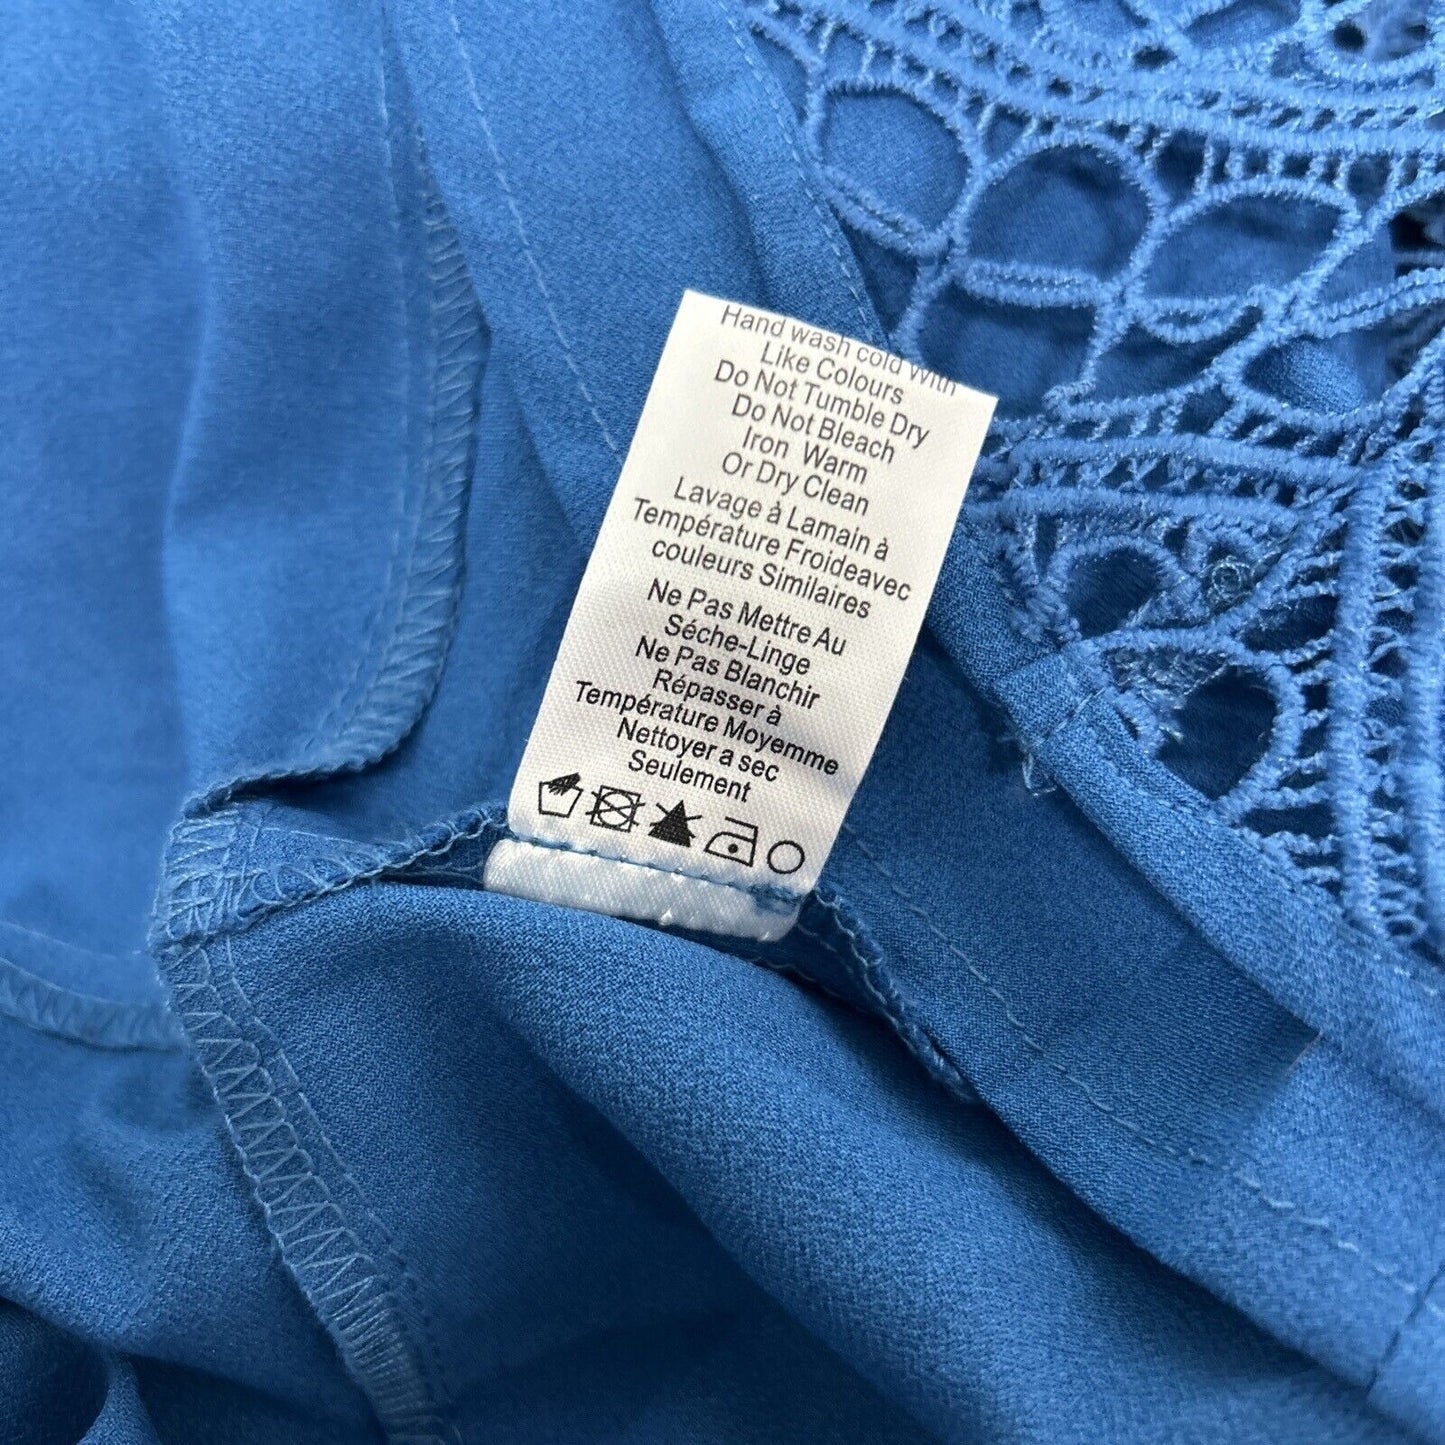 Hand wash cold With
Like Colours
Do Not Tumble Dry
Do Not Bleach
Iron Warm
Or Dry Clean
Lavage à Lamain à
Température Froideavec
couleurs Similaires
Ne Pas Mettre Au
Séche-Linge
Ne Pas Blanchir
Répasser à
Température Moyemme
Nettoyer a sec
Seulement